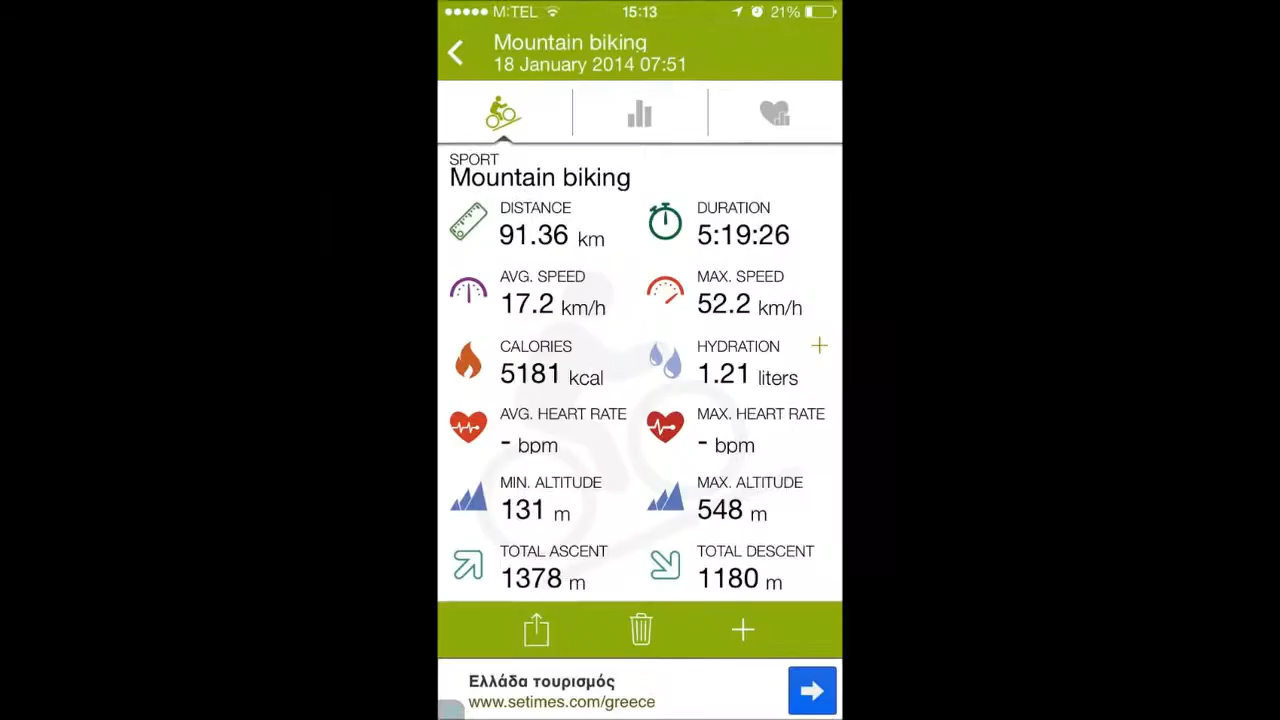 M:TEL 15:13 21%
Mountain biking
18 January 2014 07:51
SPORT
Mountain biking
DISTANCE DURATION
91.36 km 5:19:26
AVG. SPEED MAX. SPEED
17.2 km/h 52.2 km/h
CALORIES HYDRATION
5181 kcal 1.21 liters
AVG. HEART RATE MAX. HEART RATE
- bpm - bpm
MIN. ALTITUDE MAX. ALTITUDE
131 m 548 m
TOTAL ASCENT TOTAL DESCENT
1378 m 1180 m
Ελλάδα τουρισμός
www.setimes.com/greece